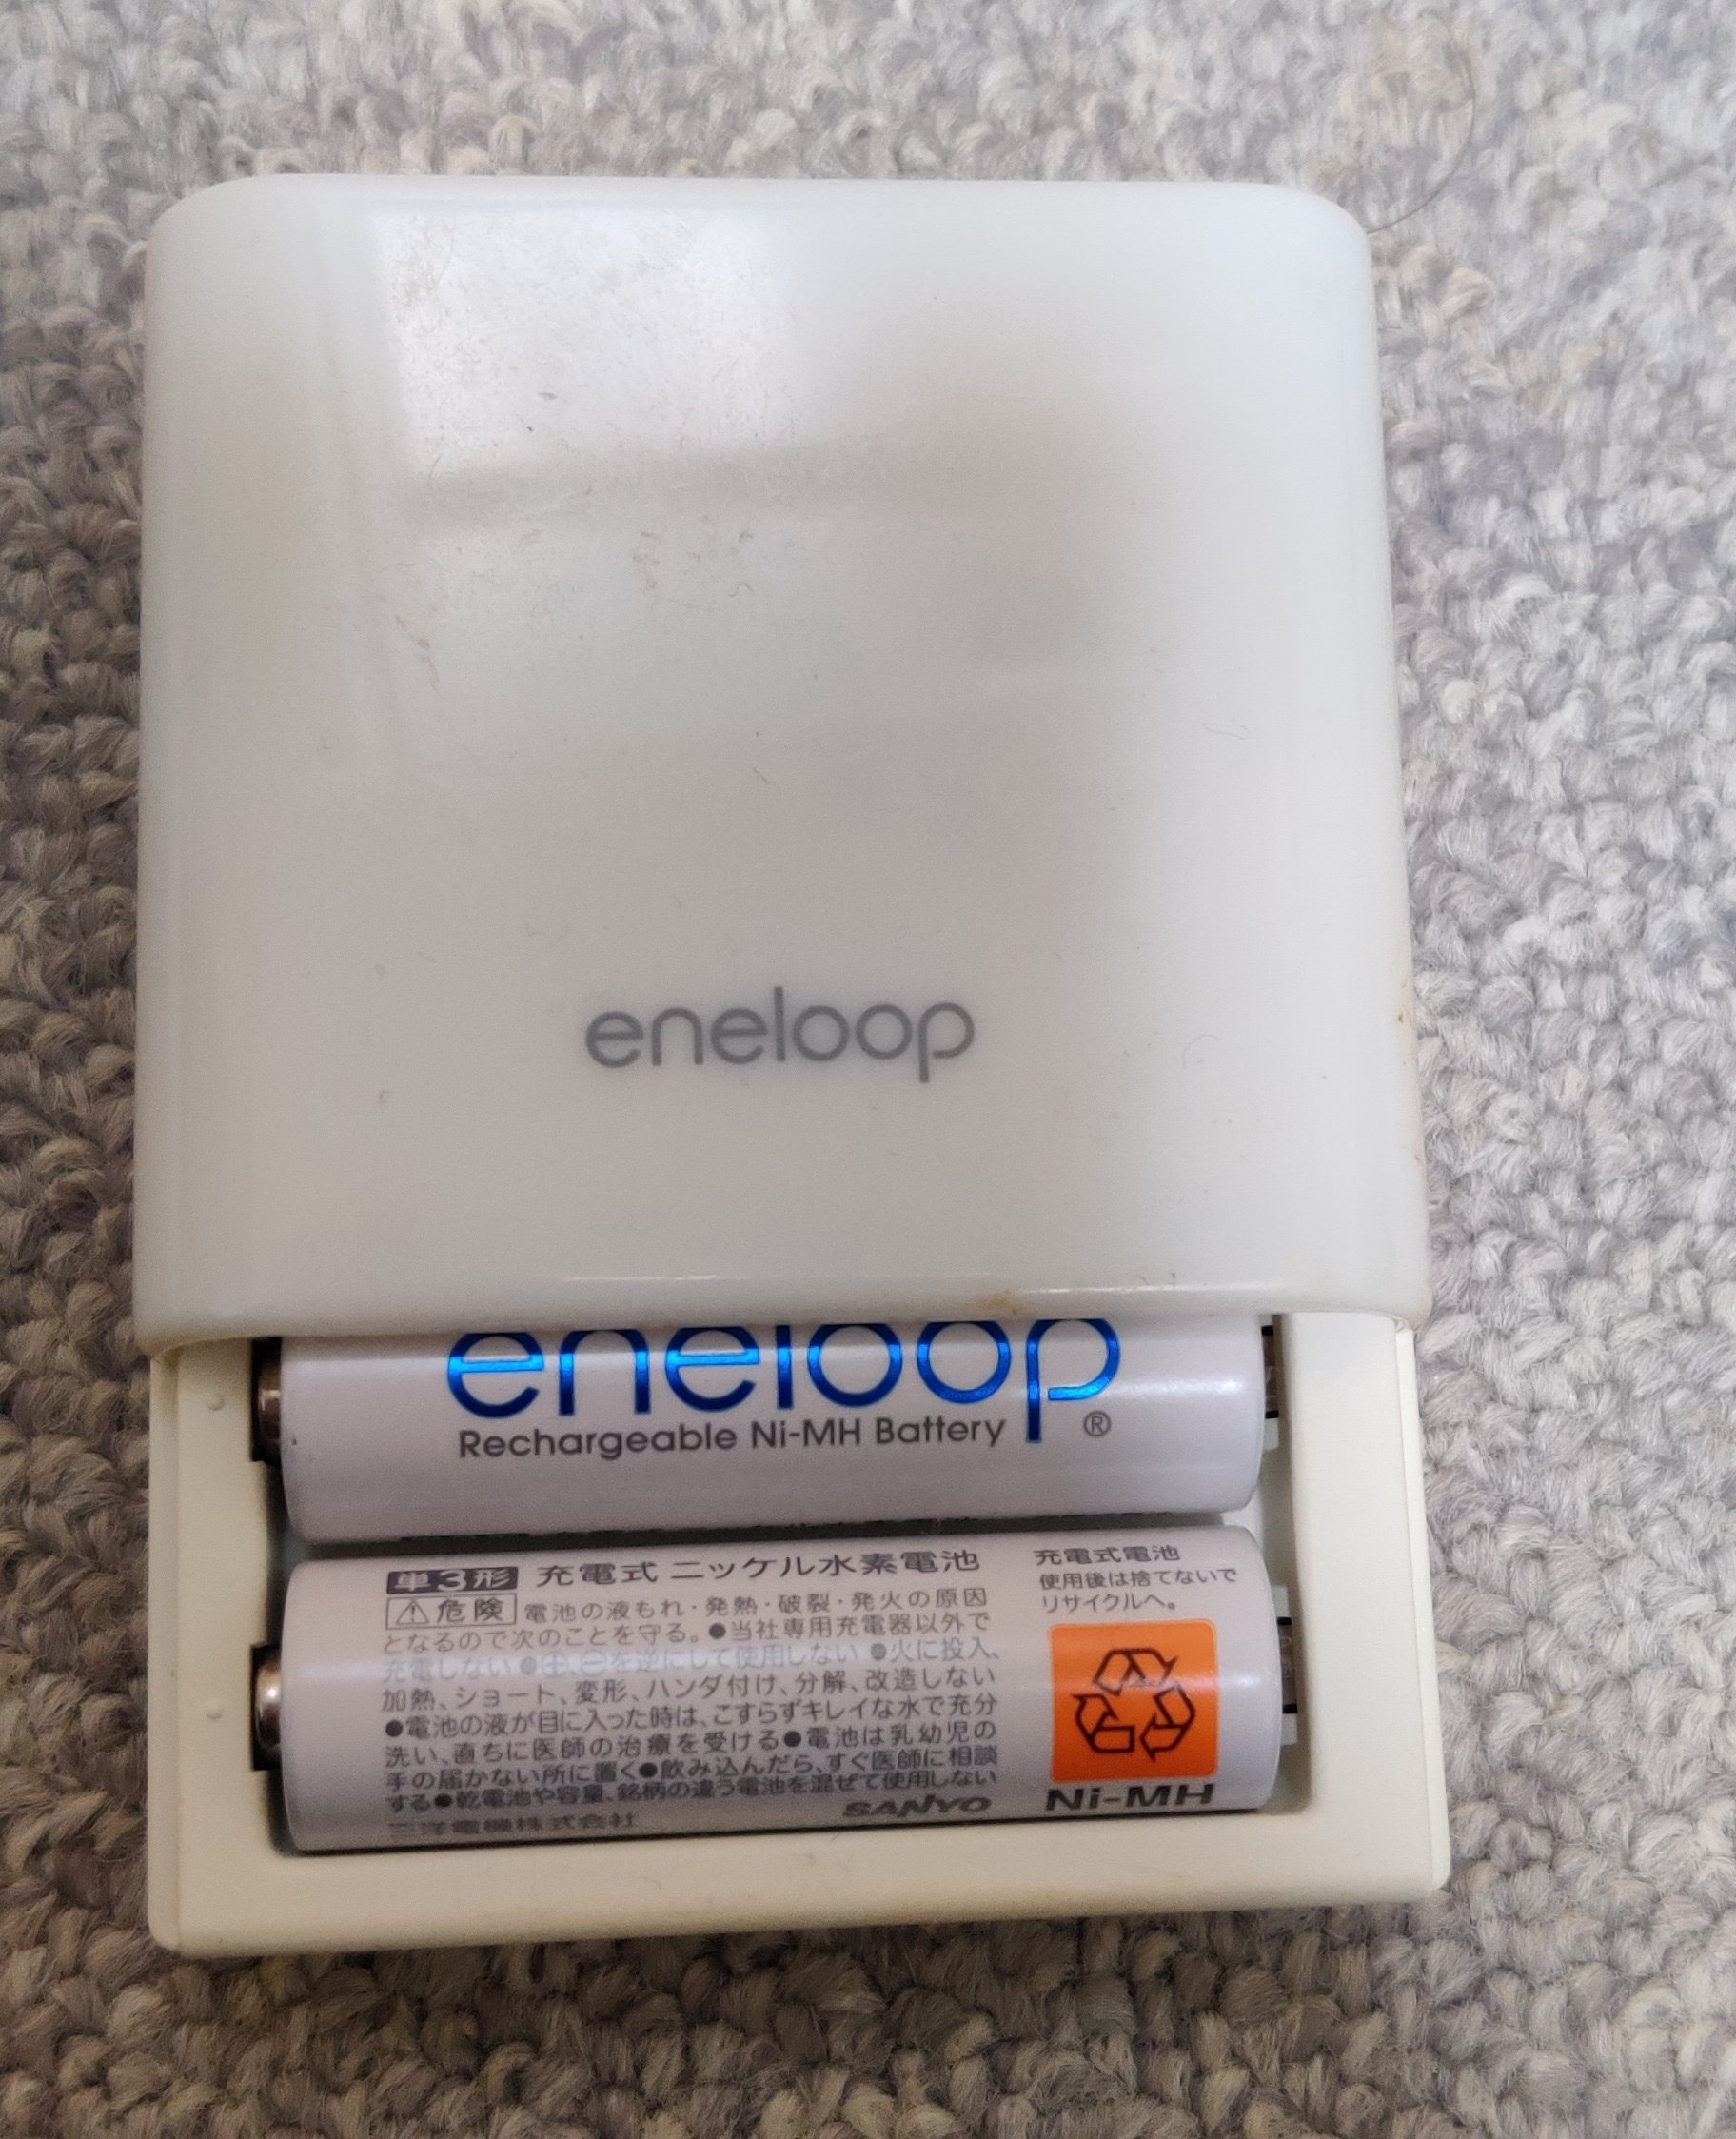 eneloop
eneloop
Rechargeable Ni-MH Battery ®
単3形 充電式 ニッケル水素電池
⚠危険 電池の液もれ・発熱・破裂・発火の原因
となるので次のことを守る。●当社専用充電器以外で
充電しない ●⊕、⊖を逆にして使用しない ●火に投入、
加熱、ショート、変形、ハンダ付け、分解、改造しない
●電池の液が目に入った時は、こすらずキレイな水で充分
洗い、直ちに医師の治療を受ける●電池は乳幼児の
手の届かない所に置く●飲み込んだら、すぐ医師に相談
する●乾電池や容量、銘柄の違う電池を混ぜて使用しない
三洋電機株式会社 SANYO
充電式電池
使用後は捨てないで
リサイクルへ。
Ni-MH